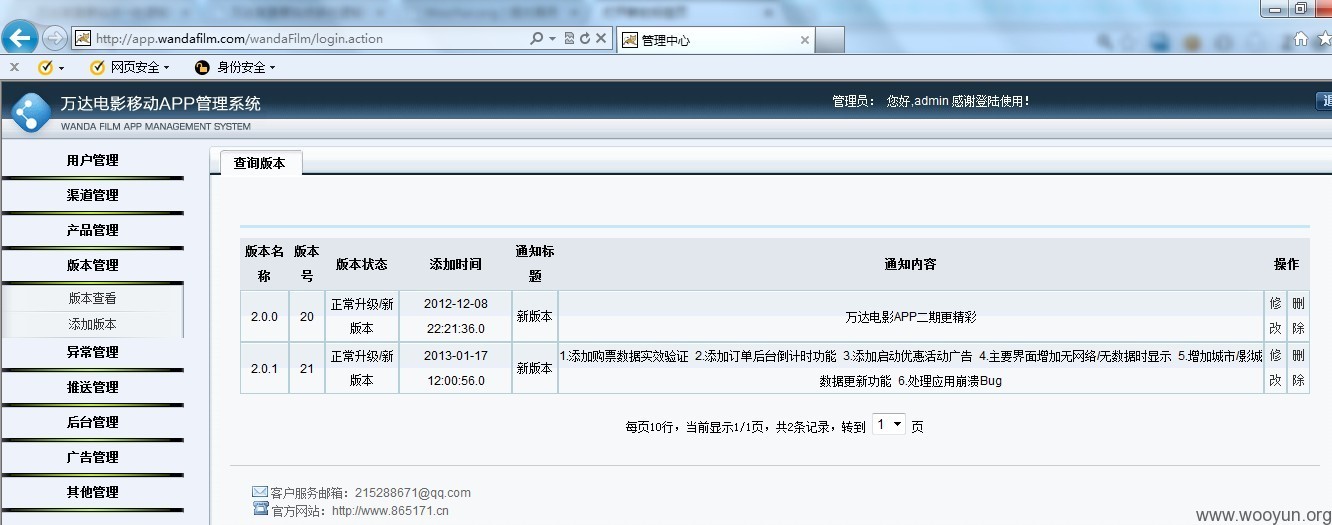 http://app.wandafilm.com/wandaFilm/login.action
管理中心
网页安全
身份安全
万达电影移动APP管理系统
WANDA FILM APP MANAGEMENT SYSTEM
管理员： 您好,admin 感谢登陆使用！
用户管理
渠道管理
产品管理
版本管理
版本查看
添加版本
异常管理
推送管理
后台管理
广告管理
其他管理
查询版本
版本名称 版本号 版本状态 添加时间 通知标题 通知内容 操作
2.0.0 20 正常升级/新版本 2012-12-08 22:21:36.0 新版本 万达电影APP二期更精彩 修改 删除
2.0.1 21 正常升级/新版本 2013-01-17 12:00:56.0 新版本 1.添加购票数据实效验证 2.添加订单后台倒计时功能 3.添加启动优惠活动广告 4.主要界面增加无网络/无数据时显示 5.增加城市/影城数据更新功能 6.处理应用崩溃Bug 修改 删除
每页10行，当前显示1/1页，共2条记录，转到 1 页
客户服务邮箱：215288671@qq.com
官方网站：http://www.865171.cn
www.wooyun.org